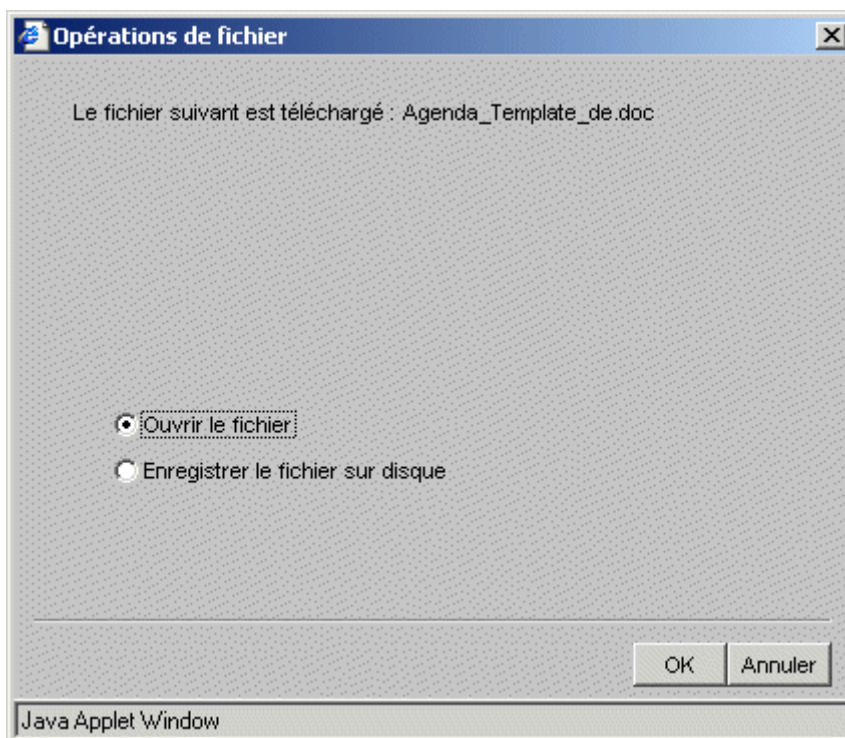 Opérations de fichier
Le fichier suivant est téléchargé : Agenda_Template_de.doc
Ouvrir le fichier
Enregistrer le fichier sur disque
OK Annuler
Java Applet Window